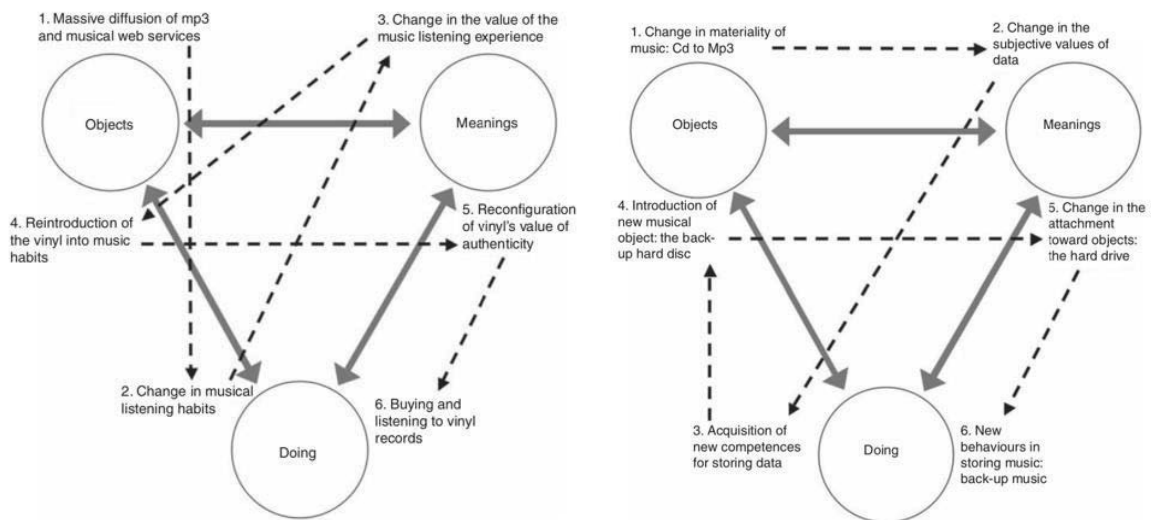 1. Massive diffusion of mp3
and musical web services
3. Change in the value of the
music listening experience
Objects
Meanings
4. Reintroduction of
the vinyl into music
habits
5. Reconfiguration
of vinyl's value of
authenticity
2. Change in musical
listening habits
6. Buying and
listening to vinyl
records
Doing
1. Change in materiality of
music: Cd to Mp3
2. Change in the
subjective values of
data
Objects
Meanings
4. Introduction of
new musical
object: the back-
up hard disc
5. Change in the
attachment
toward objects:
the hard drive
3. Acquisition of
new competences
for storing data
Doing
6. New
behaviours in
storing music:
back-up music